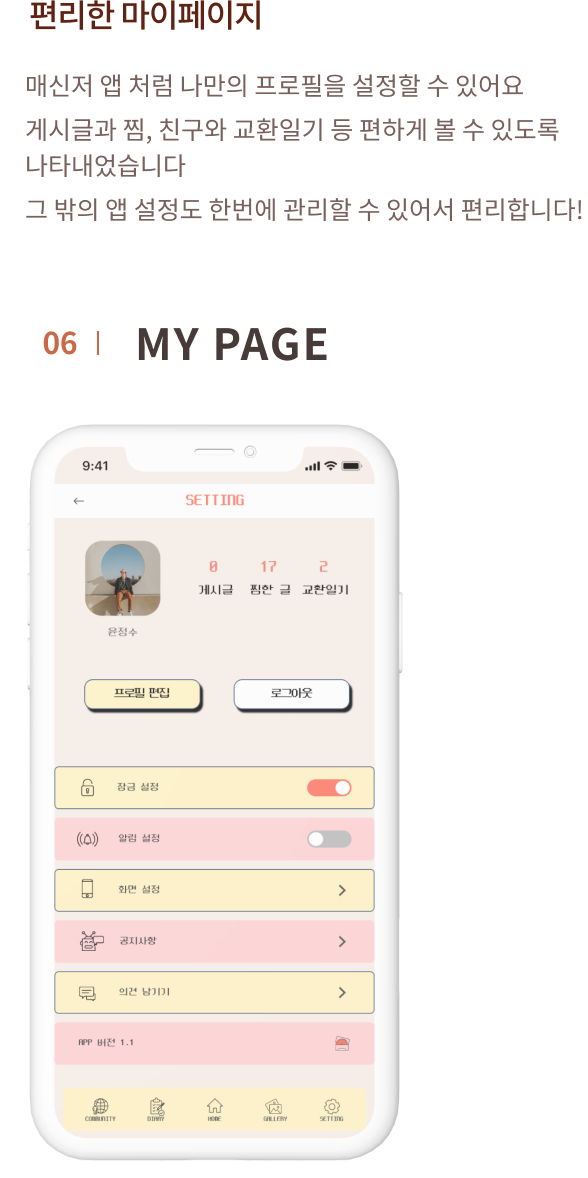 편리한 마이페이지
매신저 앱 처럼 나만의 프로필을 설정할 수 있어요
게시글과 찜, 친구와 교환일기 등 편하게 볼 수 있도록
나타내었습니다
그 밖의 앱 설정도 한번에 관리할 수 있어서 편리합니다!
06 | MY PAGE
9:41
← SETTING
0 17 2
게시글 찜한 글 교환일기
윤정수
프로필 편집 로그아웃
잠금 설정
알림 설정
화면 설정
공지사항
의견 남기기
APP 버전 1.1
COMMUNITY DIARY HOME GALLERY SETTING